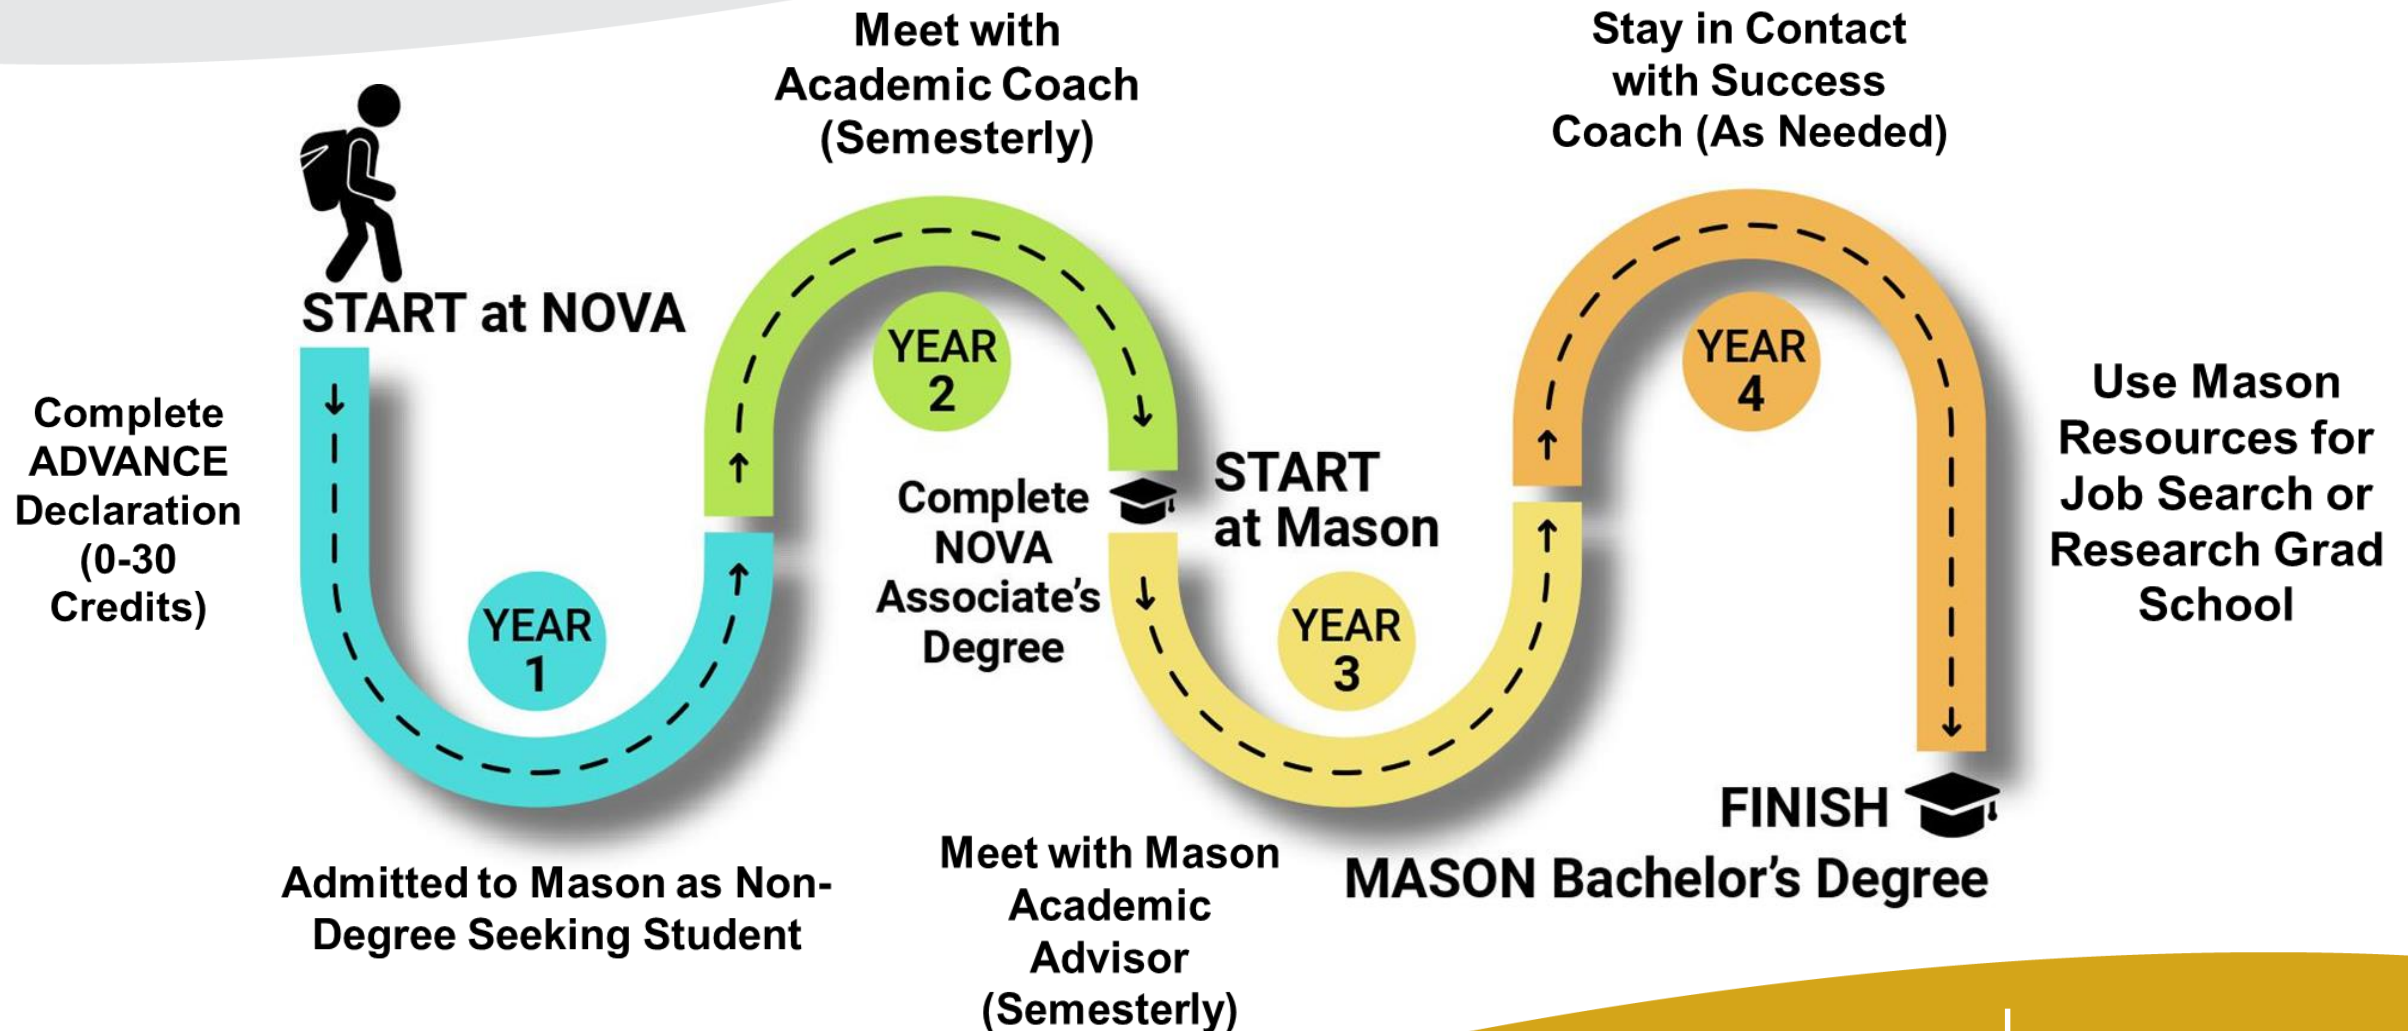 START at NOVA
Complete
ADVANCE
Declaration
(0-30
Credits)
YEAR
1
Admitted to Mason as Non-
Degree Seeking Student
Meet with
Academic Coach
(Semesterly)
YEAR
2
Complete
NOVA
Associate’s
Degree
START
at Mason
YEAR
3
Meet with Mason
Academic
Advisor
(Semesterly)
Stay in Contact
with Success
Coach (As Needed)
YEAR
4
Use Mason
Resources for
Job Search or
Research Grad
School
FINISH
MASON Bachelor’s Degree